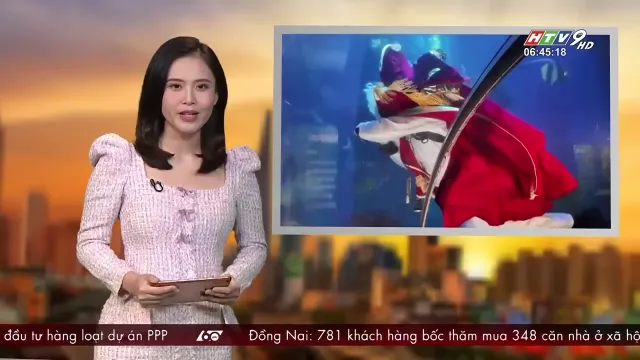 HTV9 HD
06:45:18
đầu tư hàng loạt dự án PPP 60 Đồng Nai: 781 khách hàng bốc thăm mua 348 căn nhà ở xã hộ